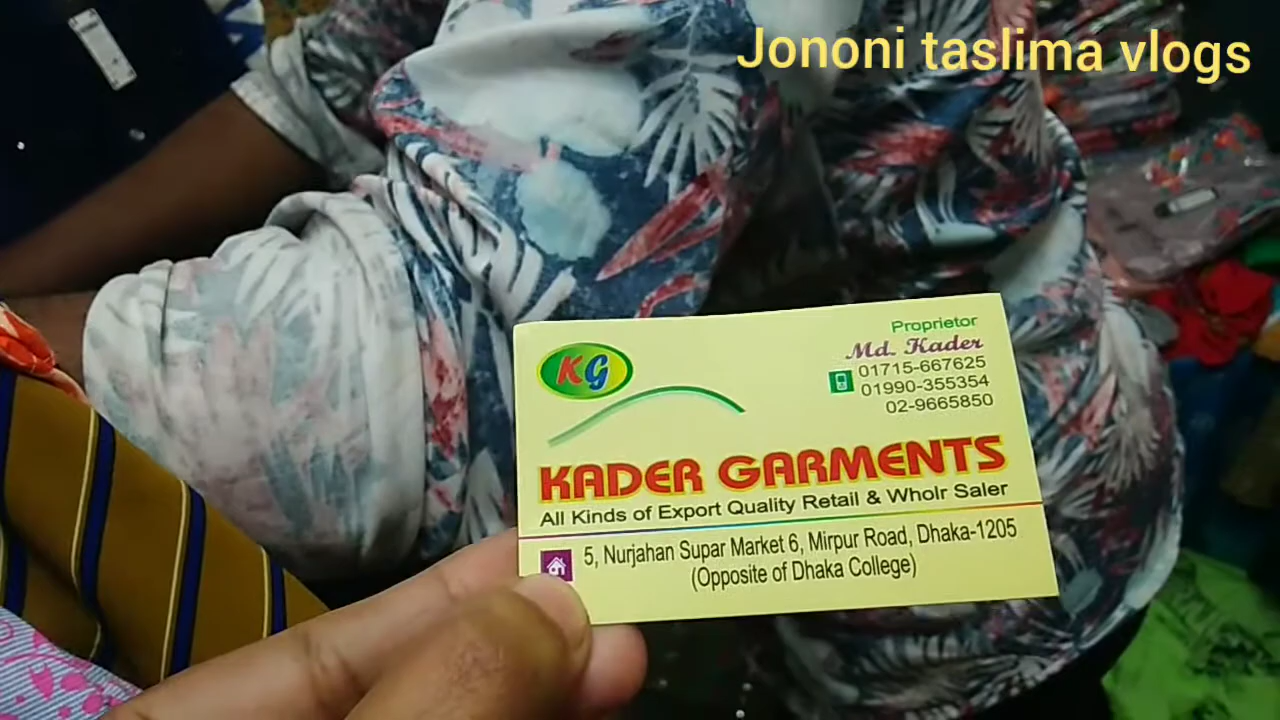 Jononi taslima vlogs
KG
Proprietor
Md. Kader
01715-667625
01990-355354
02-9665850
KADER GARMENTS
All Kinds of Export Quality Retail & Wholr Saler
5, Nurjahan Supar Market 6, Mirpur Road, Dhaka-1205
(Opposite of Dhaka College)